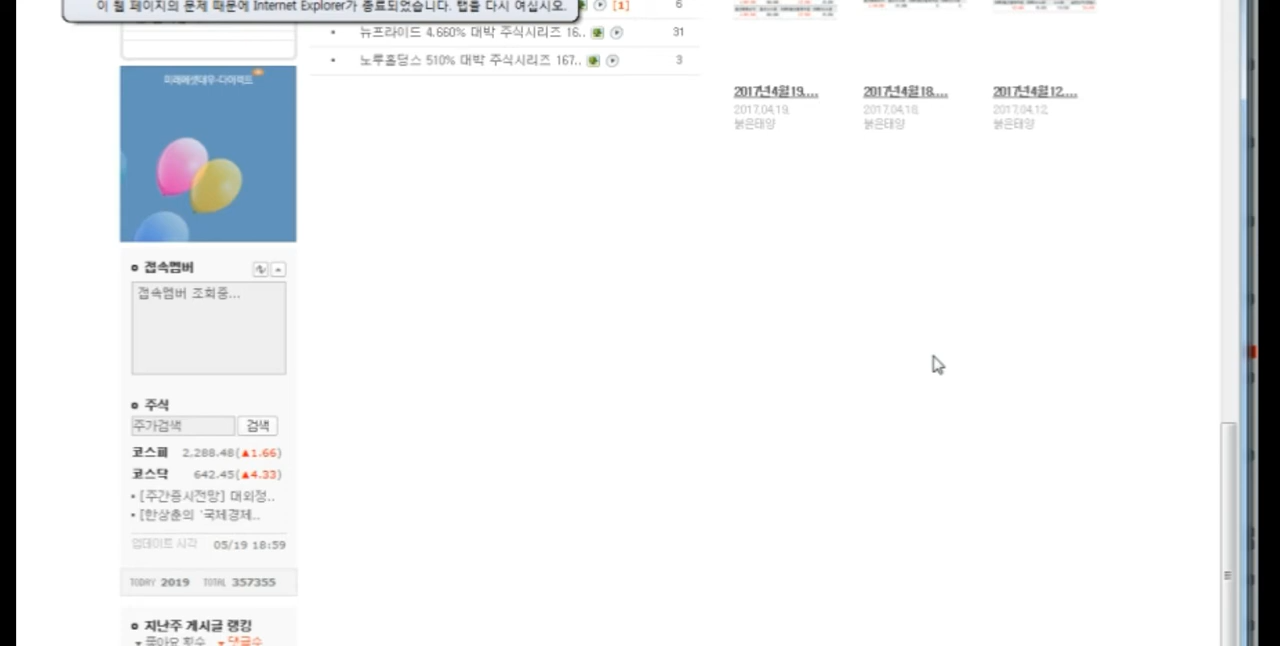 이 웹 페이지의 문제 때문에 Internet Explorer가 종료되었습니다. 탭을 다시 여십시오.
[1] 6
뉴프라이드 4.660% 대박 주식시리즈 16.. 31
노루홀딩스 510% 대박 주식시리즈 167.. 3
2017년4월19.... 2017년4월18.... 2017년4월12....
2017.04.19. 2017.04.18. 2017.04.12.
붉은태양 붉은태양 붉은태양
미래에셋대우-다이렉트
접속멤버
접속멤버 조회중...
주식
주가검색 검색
코스피 2,288.48(▲1.66)
코스닥 642.45(▲4.33)
• [주간증시전망] 대외정..
• [한상춘의 '국제경제..
업데이트 시각 05/19 18:59
TODAY 2019 TOTAL 357355
지난주 게시글 랭킹
좋아요 횟수 댓글수